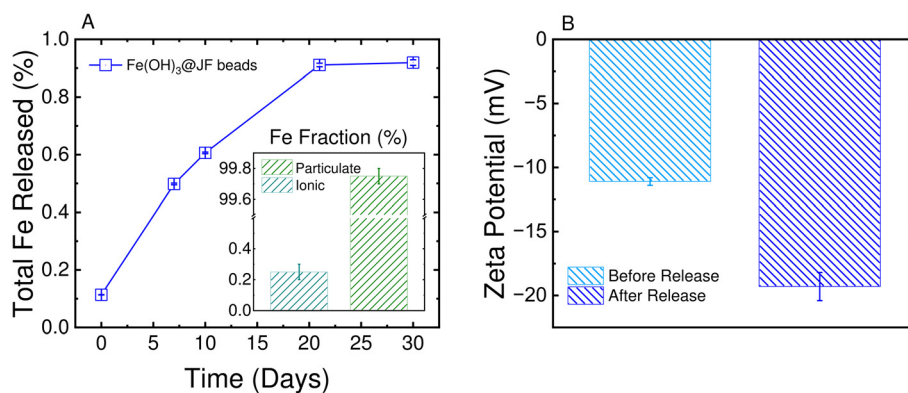 A
Total Fe Released (%)
1.0
0.8
0.6
0.4
0.2
0.0
Fe(OH)₃@JF beads
Fe Fraction (%)
99.8
99.6
0.4
0.2
0.0
Particulate
Ionic
0 5 10 15 20 25 30
Time (Days)
B
Zeta Potential (mV)
0
−5
−10
−15
−20
Before Release
After Release